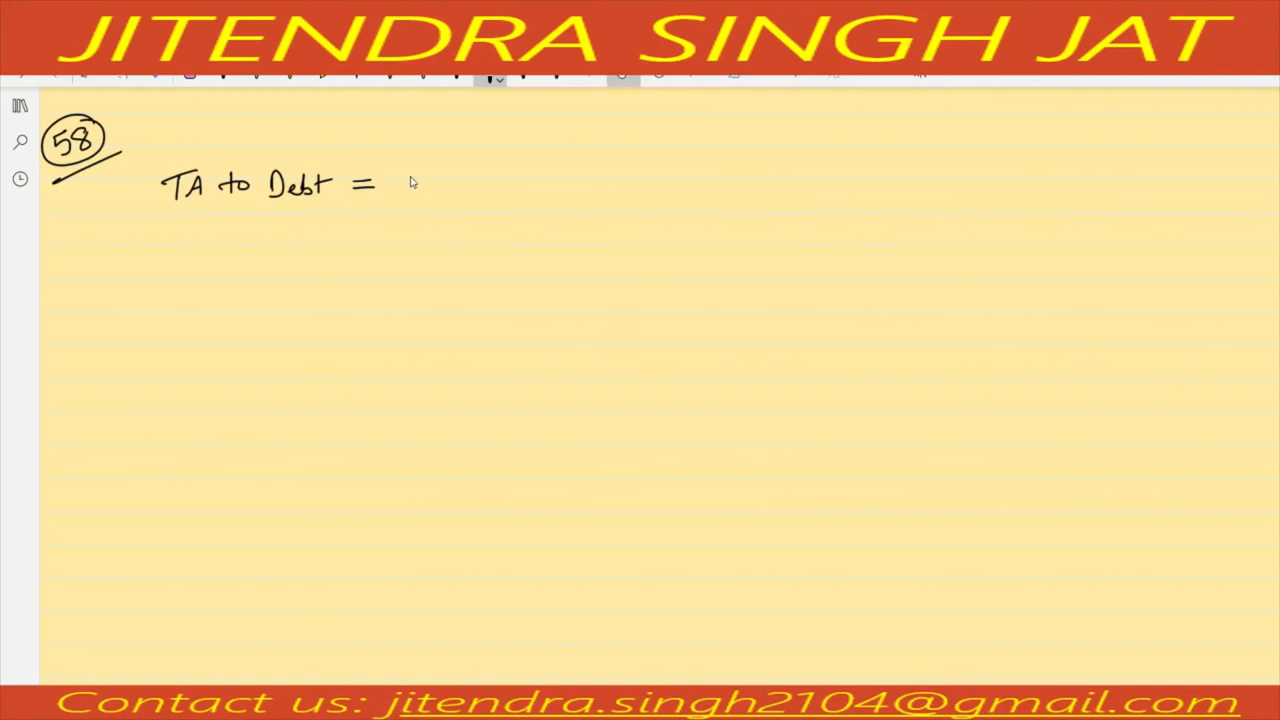 JITENDRA SINGH JAT
58
TA to Debt =
Contact us: jitendra.singh2104@gmail.com